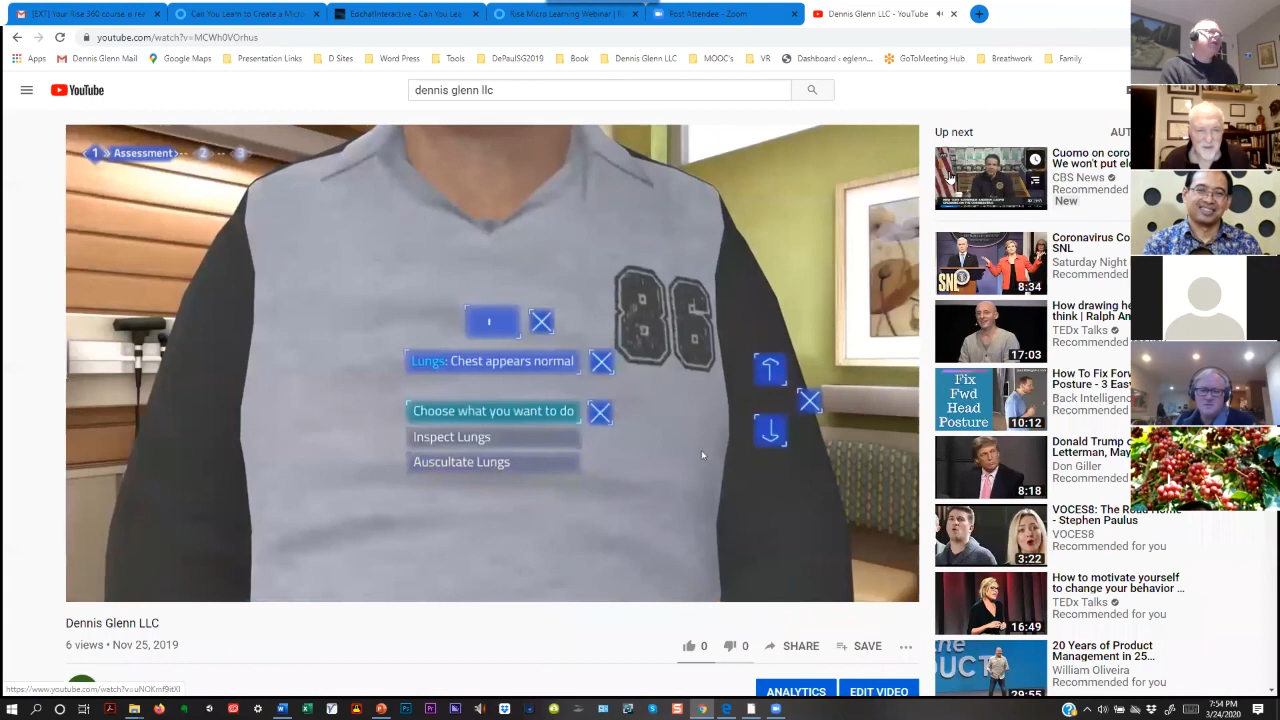 [EXT] Your Rise 360 course is rea
Can You Learn to Create a Micro
EdchatInteractive - Can You Lea
Rise Micro Learning Webinar | R
Post Attendee - Zoom
Dennis Glenn LLC - YouTube
youtube.com/watch?v=MCWh0VOrhus
Apps
Dennis Glenn Mail
Google Maps
Presentation Links
D Sites
Word Press
Tools
DePaulSG2019
Book
Dennis Glenn LLC
MOOC's
VR
Dashboard ‹ eglenn...
GoToMeeting Hub
Breathwork
Family
YouTube
dennis glenn llc
1 Assessment 2 3
86
Lungs: Chest appears normal
Choose what you want to do
Inspect Lungs
Auscultate Lungs
Dennis Glenn LLC
6 views • Nov 25, 2019
0
0
SHARE
SAVE
ANALYTICS
EDIT VIDEO
Up next
AUT
Cuomo on coro
We won't put el
CBS News
Recommended
New
Coronavirus Co
SNL
Saturday Night
Recommended
SNL
8:34
How drawing he
think | Ralph An
TEDx Talks
Recommended
17:03
How To Fix For
Posture - 3 Easy
Back Intelligenc
Recommended
Fix
Fwd
Head
Posture
10:12
Donald Trump o
Letterman, May
Don Giller
Recommended
8:18
VOCES8: The Road Home
- Stephen Paulus
VOCES8
Recommended for you
3:22
How to motivate yourself
to change your behavior ...
TEDx Talks
Recommended for you
16:49
20 Years of Product
Management in 25...
William Oliveira
Recommended for you
29:55
https://www.youtube.com/watch?v=uNOKmf9itXI
7:54 PM
3/24/2020